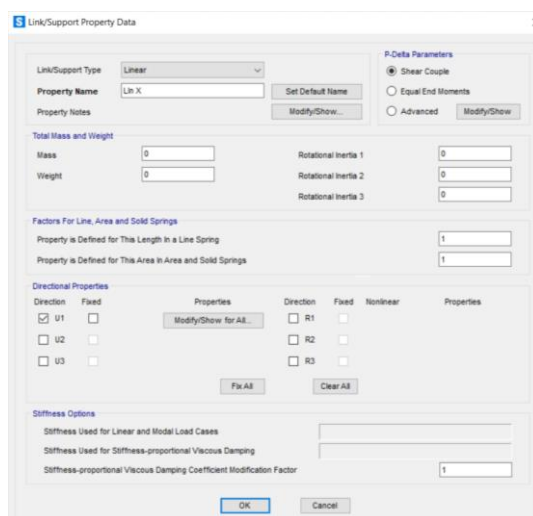 S Link/Support Property Data
Link/Support Type Linear
P-Delta Parameters
Shear Couple
Property Name Lin X Set Default Name
Equal End Moments
Property Notes Modify/Show...
Advanced Modify/Show
Total Mass and Weight
Mass 0 Rotational Inertia 1 0
Weight 0 Rotational Inertia 2 0
Rotational Inertia 3 0
Factors For Line, Area and Solid Springs
Property is Defined for This Length In a Line Spring 1
Property is Defined for This Area in Area and Solid Springs 1
Directional Properties
Direction Fixed Properties Direction Fixed Nonlinear Properties
U1 Modify/Show for All... R1
U2 R2
U3 R3
Fix All Clear All
Stiffness Options
Stiffness Used for Linear and Modal Load Cases
Stiffness Used for Stiffness-proportional Viscous Damping
Stiffness-proportional Viscous Damping Coefficient Modification Factor 1
OK Cancel